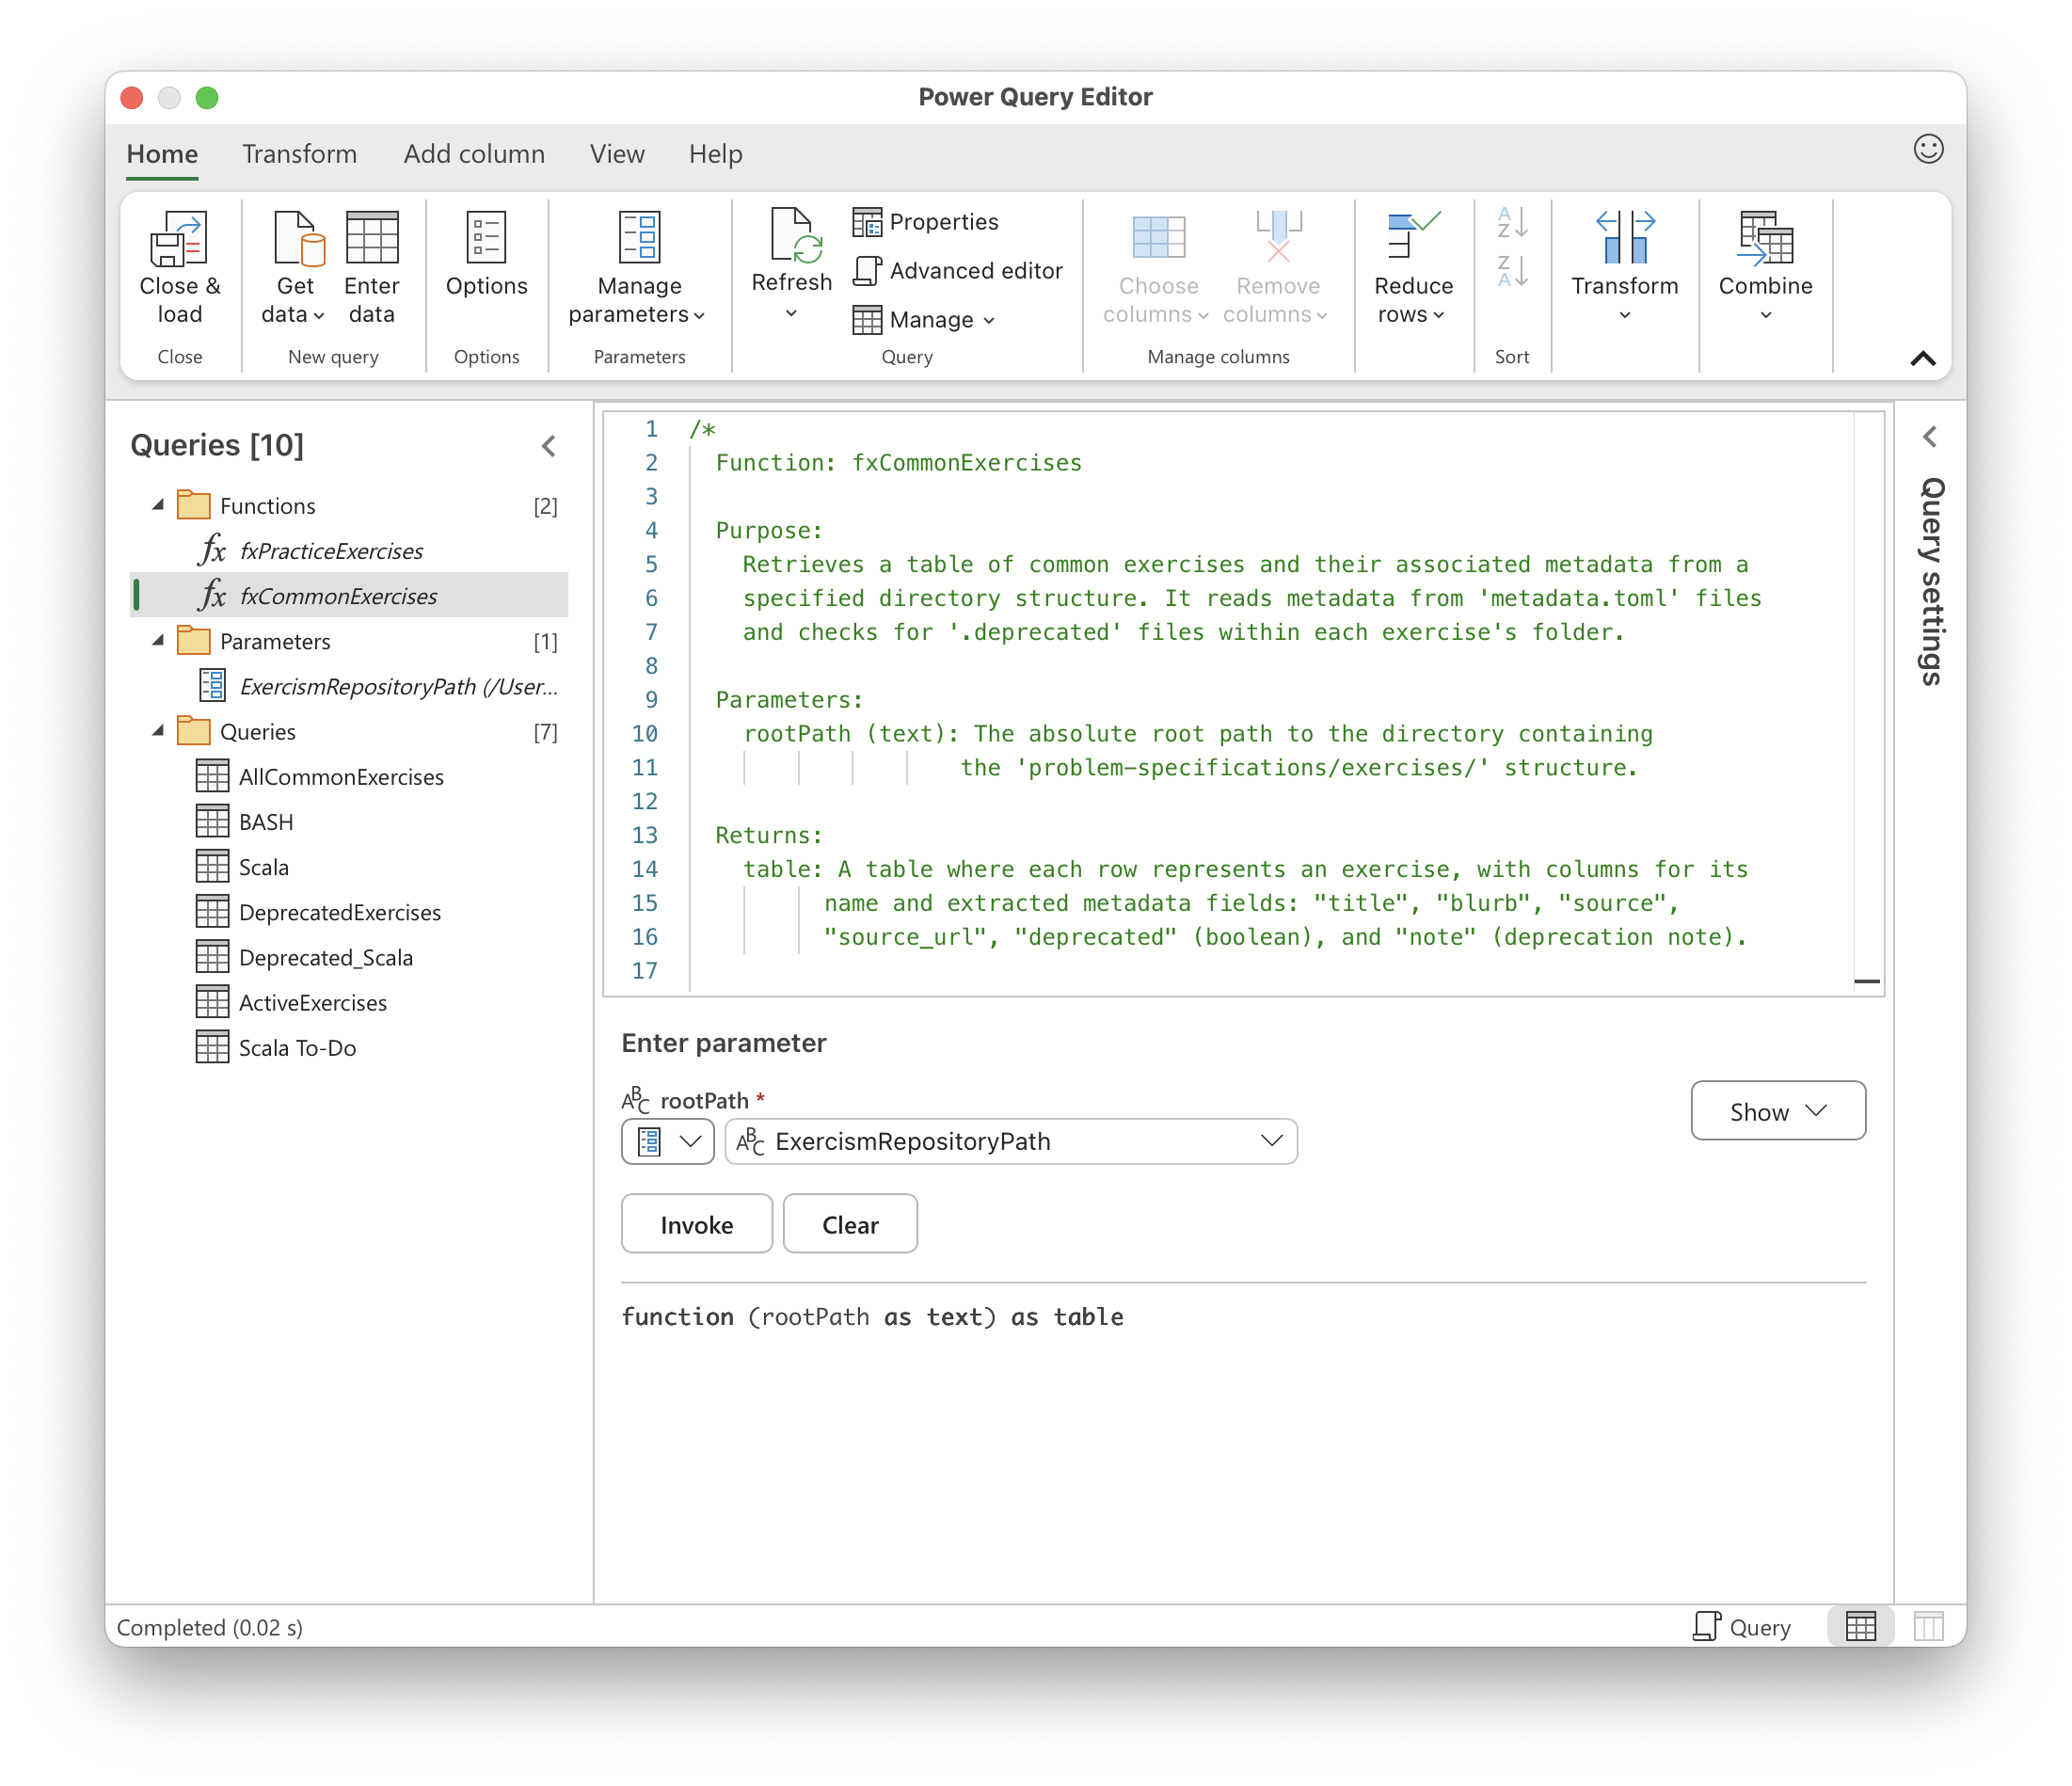 Power Query Editor
Home Transform Add column View Help
Close & load
Get data
Enter data
Options
Manage parameters
Refresh
Properties
Advanced editor
Manage
Choose columns
Remove columns
Reduce rows
A
Z
Z
A
Transform
Combine
Close
New query
Options
Parameters
Query
Manage columns
Sort
Queries [10]
Functions [2]
fx fxPracticeExercises
fx fxCommonExercises
Parameters [1]
ExercismRepositoryPath (/User...
Queries [7]
AllCommonExercises
BASH
Scala
DeprecatedExercises
Deprecated_Scala
ActiveExercises
Scala To-Do
1 /*
2 Function: fxCommonExercises
3
4 Purpose:
5 Retrieves a table of common exercises and their associated metadata from a
6 specified directory structure. It reads metadata from 'metadata.toml' files
7 and checks for '.deprecated' files within each exercise's folder.
8
9 Parameters:
10 rootPath (text): The absolute root path to the directory containing
11 the 'problem-specifications/exercises/' structure.
12
13 Returns:
14 table: A table where each row represents an exercise, with columns for its
15 name and extracted metadata fields: "title", "blurb", "source",
16 "source_url", "deprecated" (boolean), and "note" (deprecation note).
17
Query settings
Enter parameter
ABC rootPath *
ABC ExercismRepositoryPath
Show
Invoke Clear
function (rootPath as text) as table
Completed (0.02 s)
Query